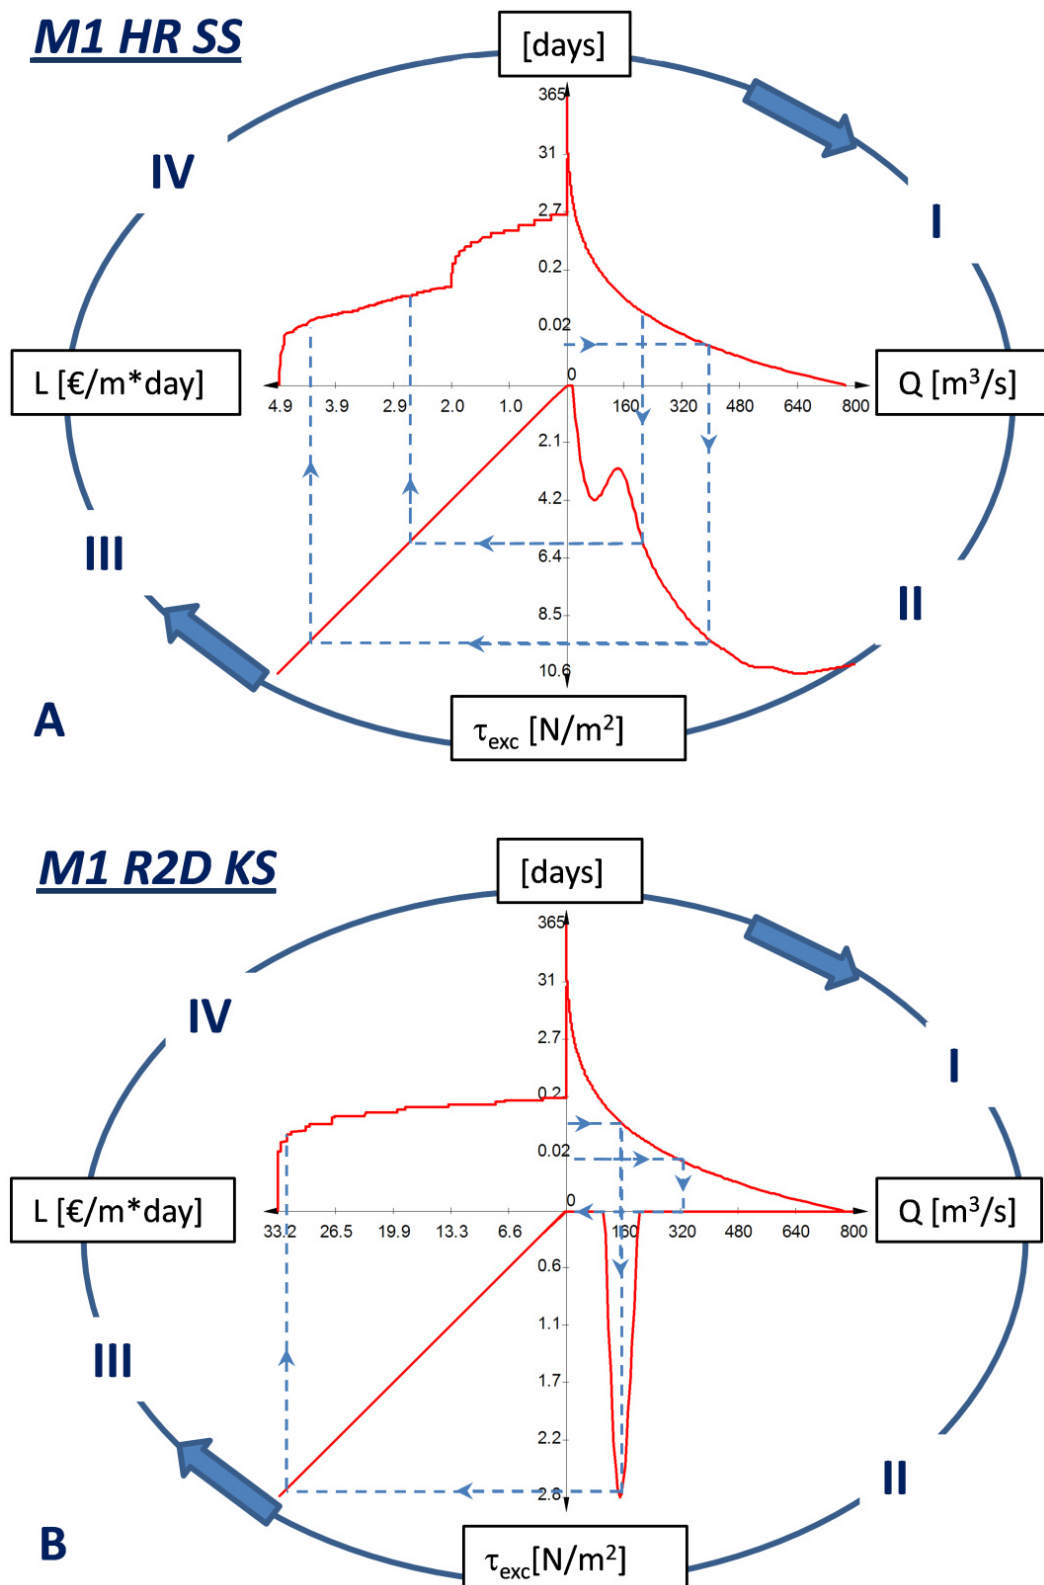 M1 HR SS
[days]
365
IV
31
I
2.7
0.2
0.02
L [€/m*day]
0
Q [m³/s]
4.9 3.9 2.9 2.0 1.0 160 320 480 640 800
2.1
4.2
III
6.4
II
8.5
10.6
A
τexc [N/m²]
M1 R2D KS
[days]
365
31
IV
2.7
I
0.2
0.02
L [€/m*day]
0
Q [m³/s]
33.2 26.5 19.9 13.3 6.6 160 320 480 640 800
0.6
1.1
III
1.7
2.2
II
2.8
B
τexc[N/m²]